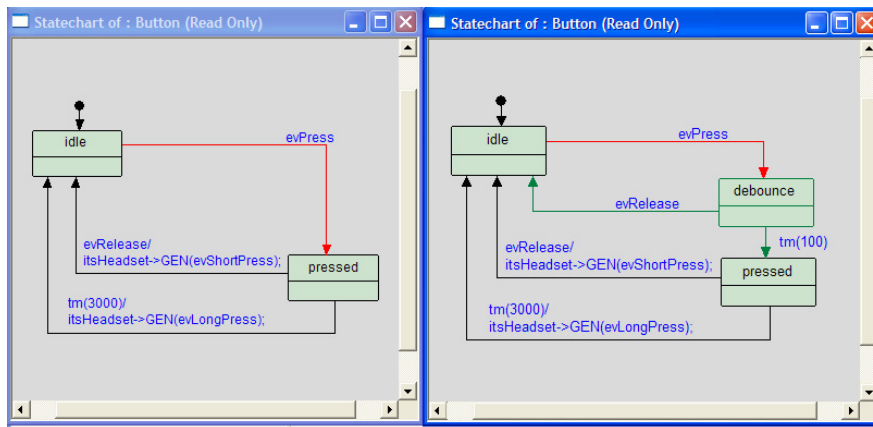 Statechart of : Button (Read Only)
idle
evPress
evRelease/
itsHeadset->GEN(evShortPress);
pressed
tm(3000)/
itsHeadset->GEN(evLongPress);
Statechart of : Button (Read Only)
idle
evPress
debounce
evRelease
tm(100)
evRelease/
itsHeadset->GEN(evShortPress);
pressed
tm(3000)/
itsHeadset->GEN(evLongPress);